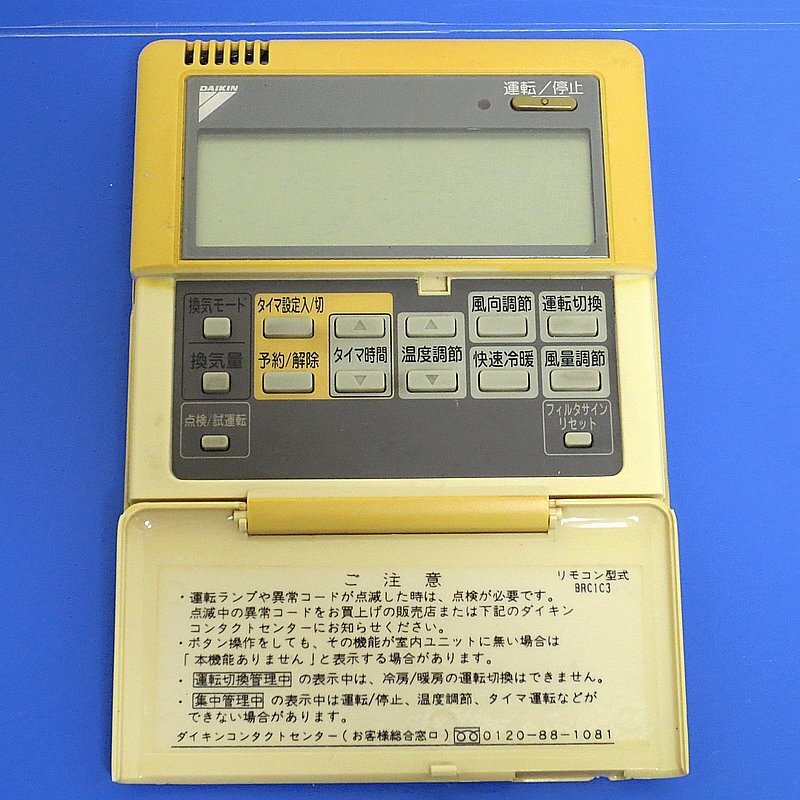 DAIKIN
運転／停止
換気モード
タイマ設定入/切
風向調節
運転切換
換気量
予約/解除
タイマ時間
温度調節
快速冷暖
風量調節
点検/試運転
フィルタサイン
リセット
ご 注 意
リモコン型式
BRC1C3
・運転ランプや異常コードが点滅した時は、点検が必要です。
点滅中の異常コードをお買上げの販売店または下記のダイキン
コンタクトセンターにお知らせください。
・ボタン操作をしても、その機能が室内ユニットに無い場合は
「本機能ありません」と表示する場合があります。
・ 運転切換管理中 の表示中は、冷房/暖房の運転切換はできません。
・ 集中管理中 の表示中は運転/停止、温度調節、タイマ運転などが
できない場合があります。
ダイキンコンタクトセンター(お客様総合窓口) 0120-88-1081